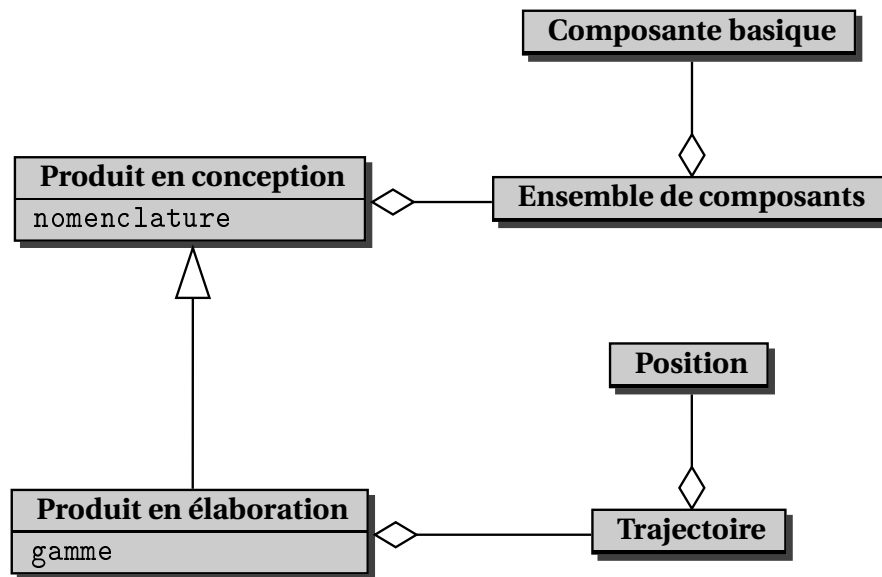 Composante basique
Produit en conception
nomenclature
Ensemble de composants
Position
Produit en élaboration
gamme
Trajectoire